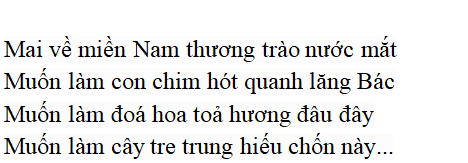 Mai về miền Nam thương trào nước mắt
Muốn làm con chim hót quanh lăng Bác
Muốn làm đoá hoa toả hương đâu đây
Muốn làm cây tre trung hiếu chốn này...